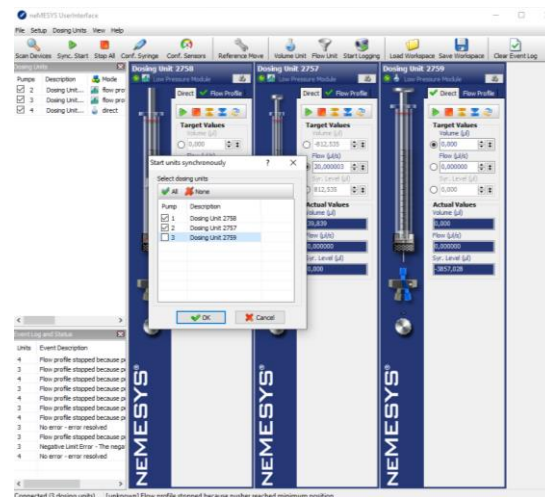 neMESYS UserInterface
File Setup Dosing Units View Help
Scan Devices Sync. Start Stop All Conf. Syringe Conf. Sensors Reference Move Volume Unit Flow Unit Start Logging Load Workspace Save Workspace Clear Event Log
Dosing Units
Pumps Description Mode
2 Dosing Unit... flow pro
3 Dosing Unit... flow pro
4 Dosing Unit... direct
Dosing Unit 2758
Low Pressure Module
Direct Flow Profile
Target Values
Volume (µl)
0,000
Dosing Unit 2757
Low Pressure Module
Direct Flow Profile
Target Values
Volume (µl)
-812,535
Flow (µl/s)
20,000003
Syr. Level (µl)
812,535
Actual Values
Volume (µl)
39,839
Flow (µl/s)
0,000000
Syr. Level (µl)
0,000
Dosing Unit 2759
Low Pressure Module
Direct Flow Profile
Target Values
Volume (µl)
0,000
Flow (µl/s)
0,000000
Syr. Level (µl)
0,000
Actual Values
Volume (µl)
0,000
Flow (µl/s)
0,000000
Syr. Level (µl)
-3857,028
Start units synchronously ? X
Select dosing units
All None
Pump Description
1 Dosing Unit 2758
2 Dosing Unit 2757
3 Dosing Unit 2759
OK Cancel
Event Log and Status
Units Event Description
4 Flow profile stopped because p
3 Flow profile stopped because p
4 Flow profile stopped because p
3 Flow profile stopped because p
4 Flow profile stopped because p
3 Flow profile stopped because p
4 Flow profile stopped because p
3 No error - error resolved
3 Flow profile stopped because p
3 Negative Limit Error - The nega
4 No error - error resolved
NEMESYS
NEMESYS
NEMESYS
Connected (3 dosing units) [unknown] Flow profile stopped because pusher reached minimum position